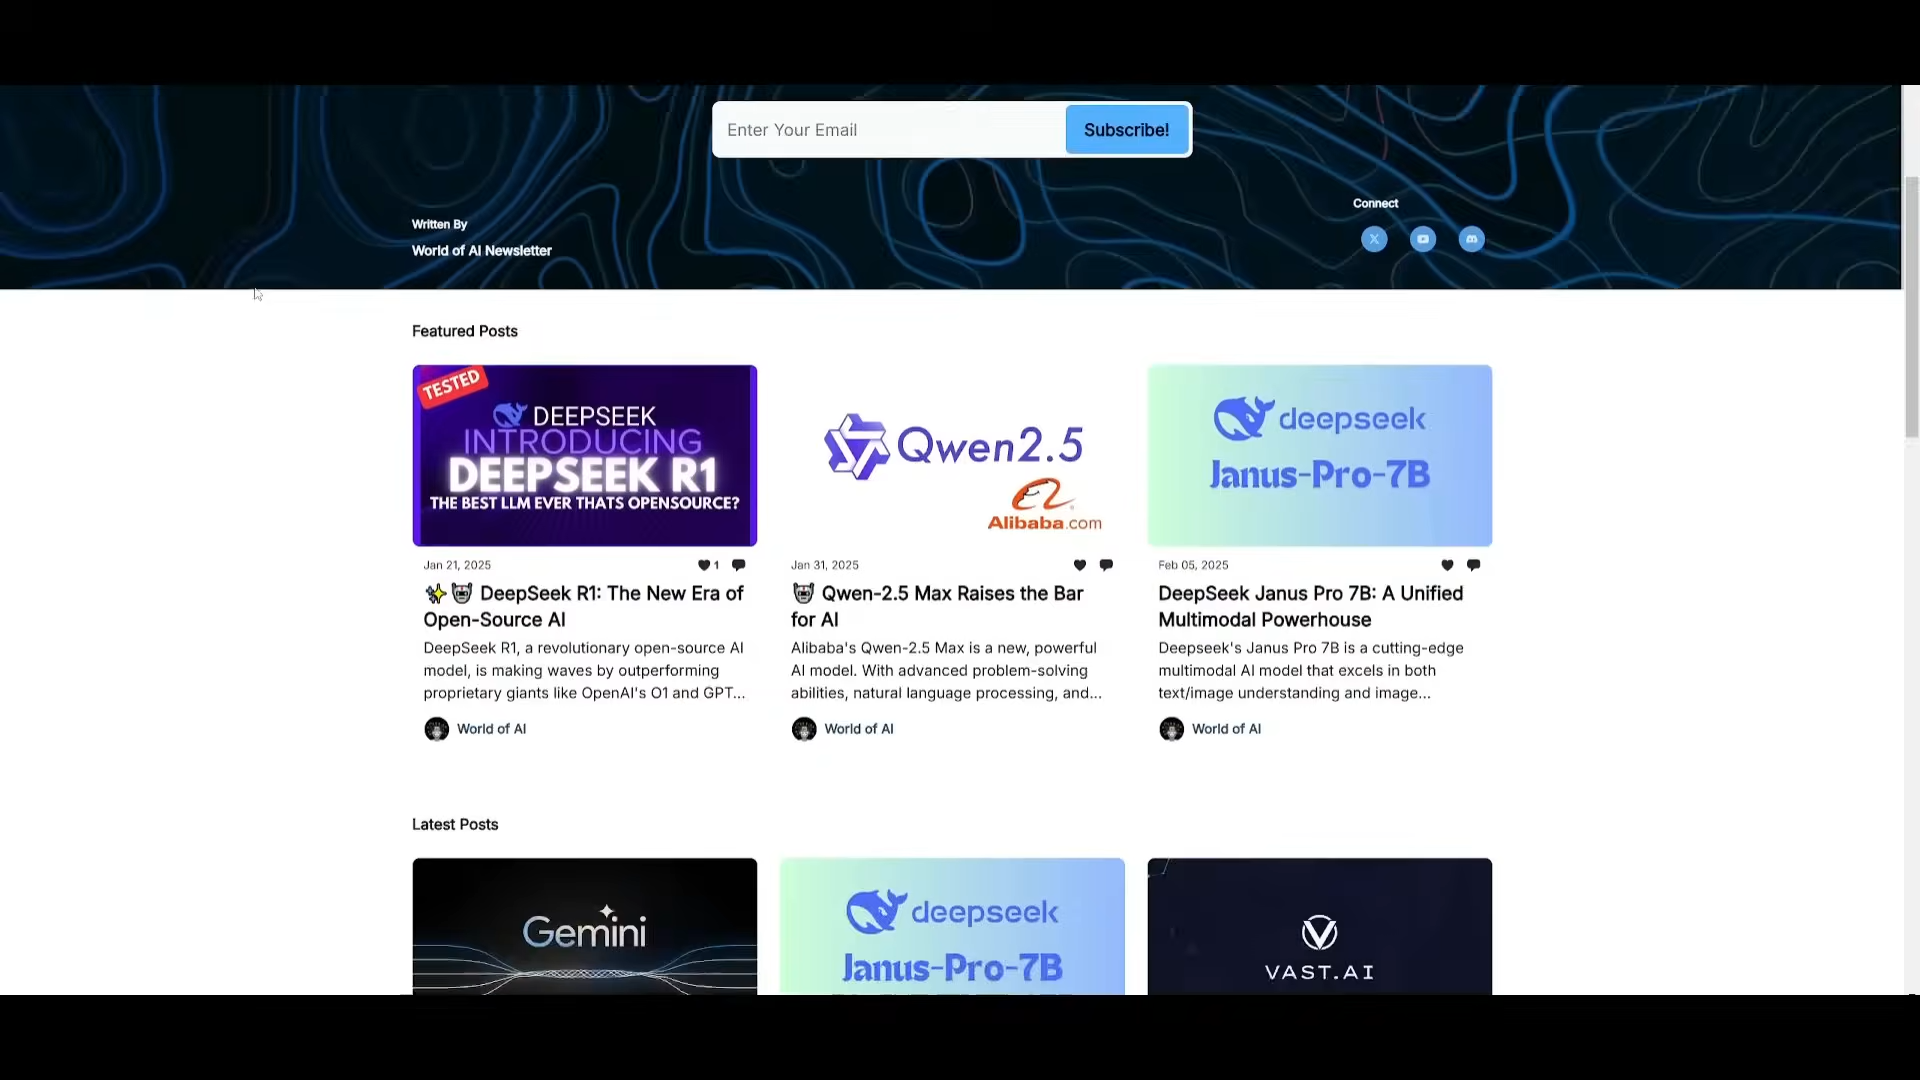 Enter Your Email
Subscribe!
Connect
Written By
World of AI Newsletter
Featured Posts
TESTED
DEEPSEEK
INTRODUCING
DEEPSEEK R1
THE BEST LLM EVER THATS OPENSOURCE?
Jan 21, 2025
1
✨🤖 DeepSeek R1: The New Era of
Open-Source AI
DeepSeek R1, a revolutionary open-source AI
model, is making waves by outperforming
proprietary giants like OpenAI's O1 and GPT...
World of AI
Qwen2.5
Alibaba.com
Jan 31, 2025
🤖 Qwen-2.5 Max Raises the Bar
for AI
Alibaba's Qwen-2.5 Max is a new, powerful
AI model. With advanced problem-solving
abilities, natural language processing, and...
World of AI
deepseek
Janus-Pro-7B
Feb 05, 2025
DeepSeek Janus Pro 7B: A Unified
Multimodal Powerhouse
Deepseek's Janus Pro 7B is a cutting-edge
multimodal AI model that excels in both
text/image understanding and image...
World of AI
Latest Posts
Gemini
deepseek
Janus-Pro-7B
VAST.AI